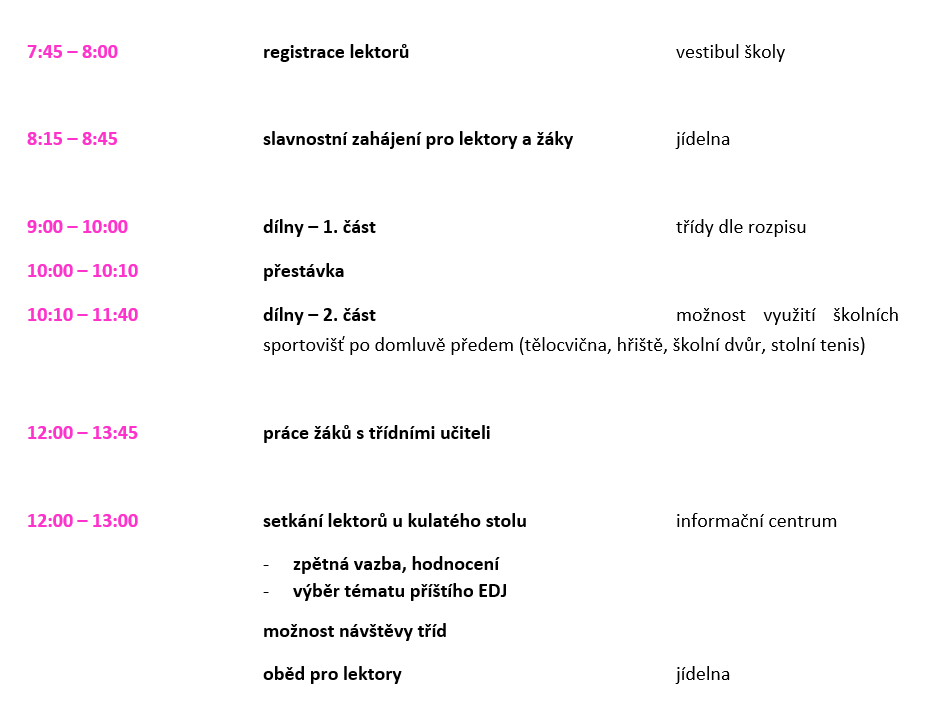 7:45 – 8:00 registrace lektorů vestibul školy
8:15 – 8:45 slavnostní zahájení pro lektory a žáky jídelna
9:00 – 10:00 dílny – 1. část třídy dle rozpisu
10:00 – 10:10 přestávka
10:10 – 11:40 dílny – 2. část možnost využití školních
sportovišť po domluvě předem (tělocvična, hřiště, školní dvůr, stolní tenis)
12:00 – 13:45 práce žáků s třídními učiteli
12:00 – 13:00 setkání lektorů u kulatého stolu informační centrum
- zpětná vazba, hodnocení
- výběr tématu příštího EDJ
možnost návštěvy tříd
oběd pro lektory jídelna